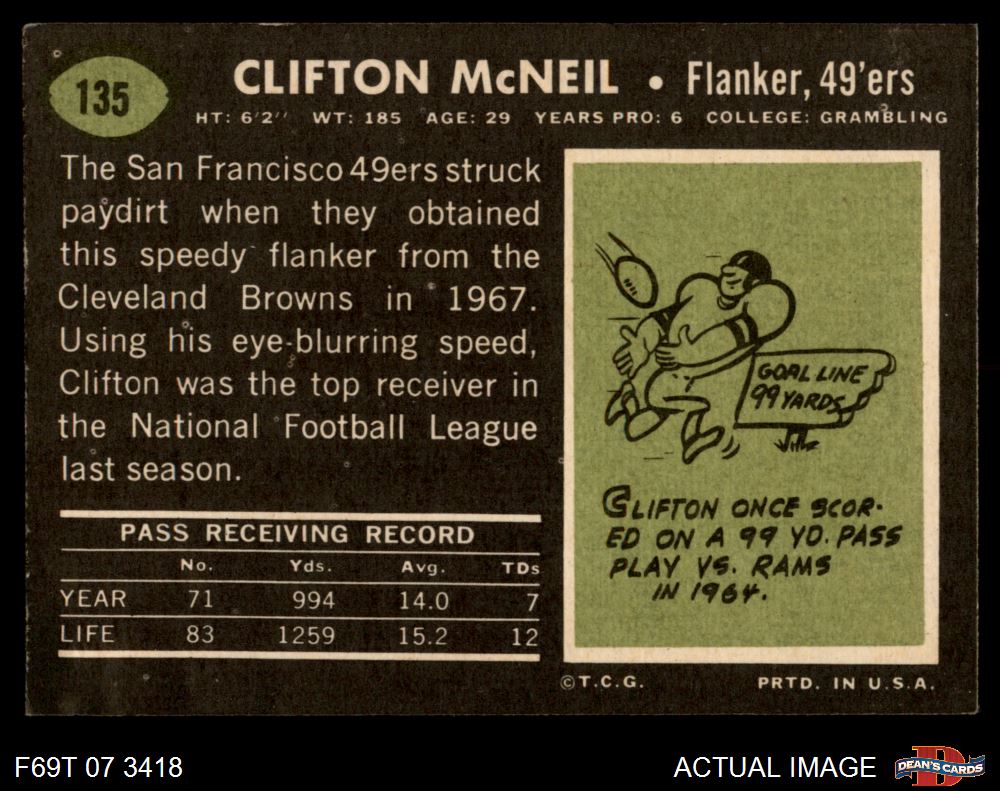 135
CLIFTON McNEIL • Flanker, 49'ers
HT: 6'2'' WT: 185 AGE: 29 YEARS PRO: 6 COLLEGE: GRAMBLING
The San Francisco 49ers struck
paydirt when they obtained
this speedy flanker from the
Cleveland Browns in 1967.
Using his eye-blurring speed,
Clifton was the top receiver in
the National Football League
last season.
PASS RECEIVING RECORD
No. Yds. Avg. TDs
YEAR 71 994 14.0 7
LIFE 83 1259 15.2 12
GOAL LINE
99 YARDS
CLIFTON ONCE SCOR-
ED ON A 99 YD. PASS
PLAY VS. RAMS
IN 1964.
©T.C.G. PRTD. IN U.S.A.
F69T 07 3418
ACTUAL IMAGE
DEAN'S CARDS